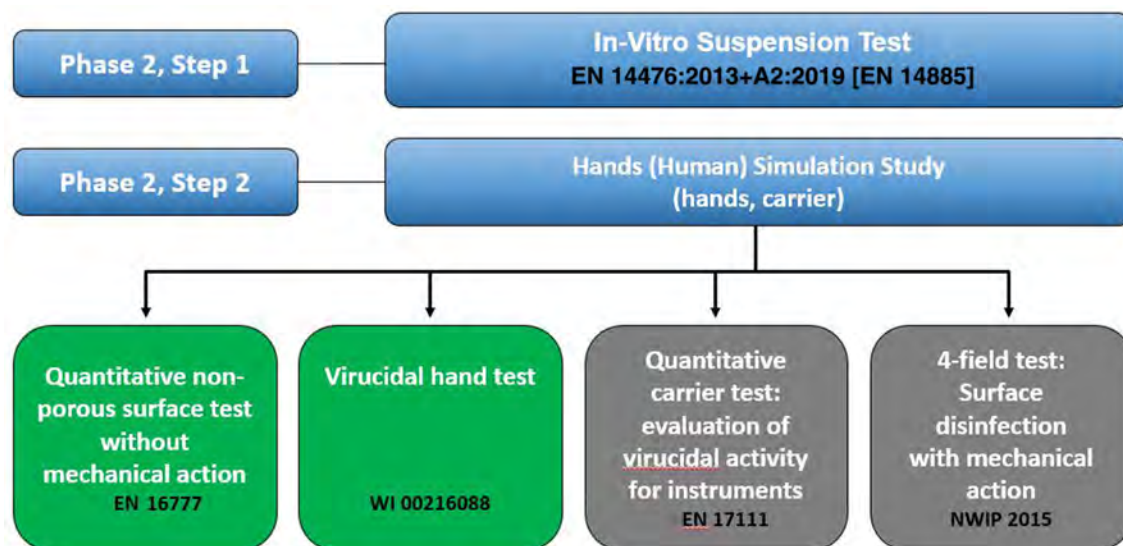 Phase 2, Step 1
In-Vitro Suspension Test
EN 14476:2013+A2:2019 [EN 14885]
Phase 2, Step 2
Hands (Human) Simulation Study
(hands, carrier)
Quantitative non-
porous surface test
without
mechanical action
EN 16777
Virucidal hand test
WI 00216088
Quantitative
carrier test:
evaluation of
virucidal activity
for instruments
EN 17111
4-field test:
Surface
disinfection
with mechanical
action
NWIP 2015